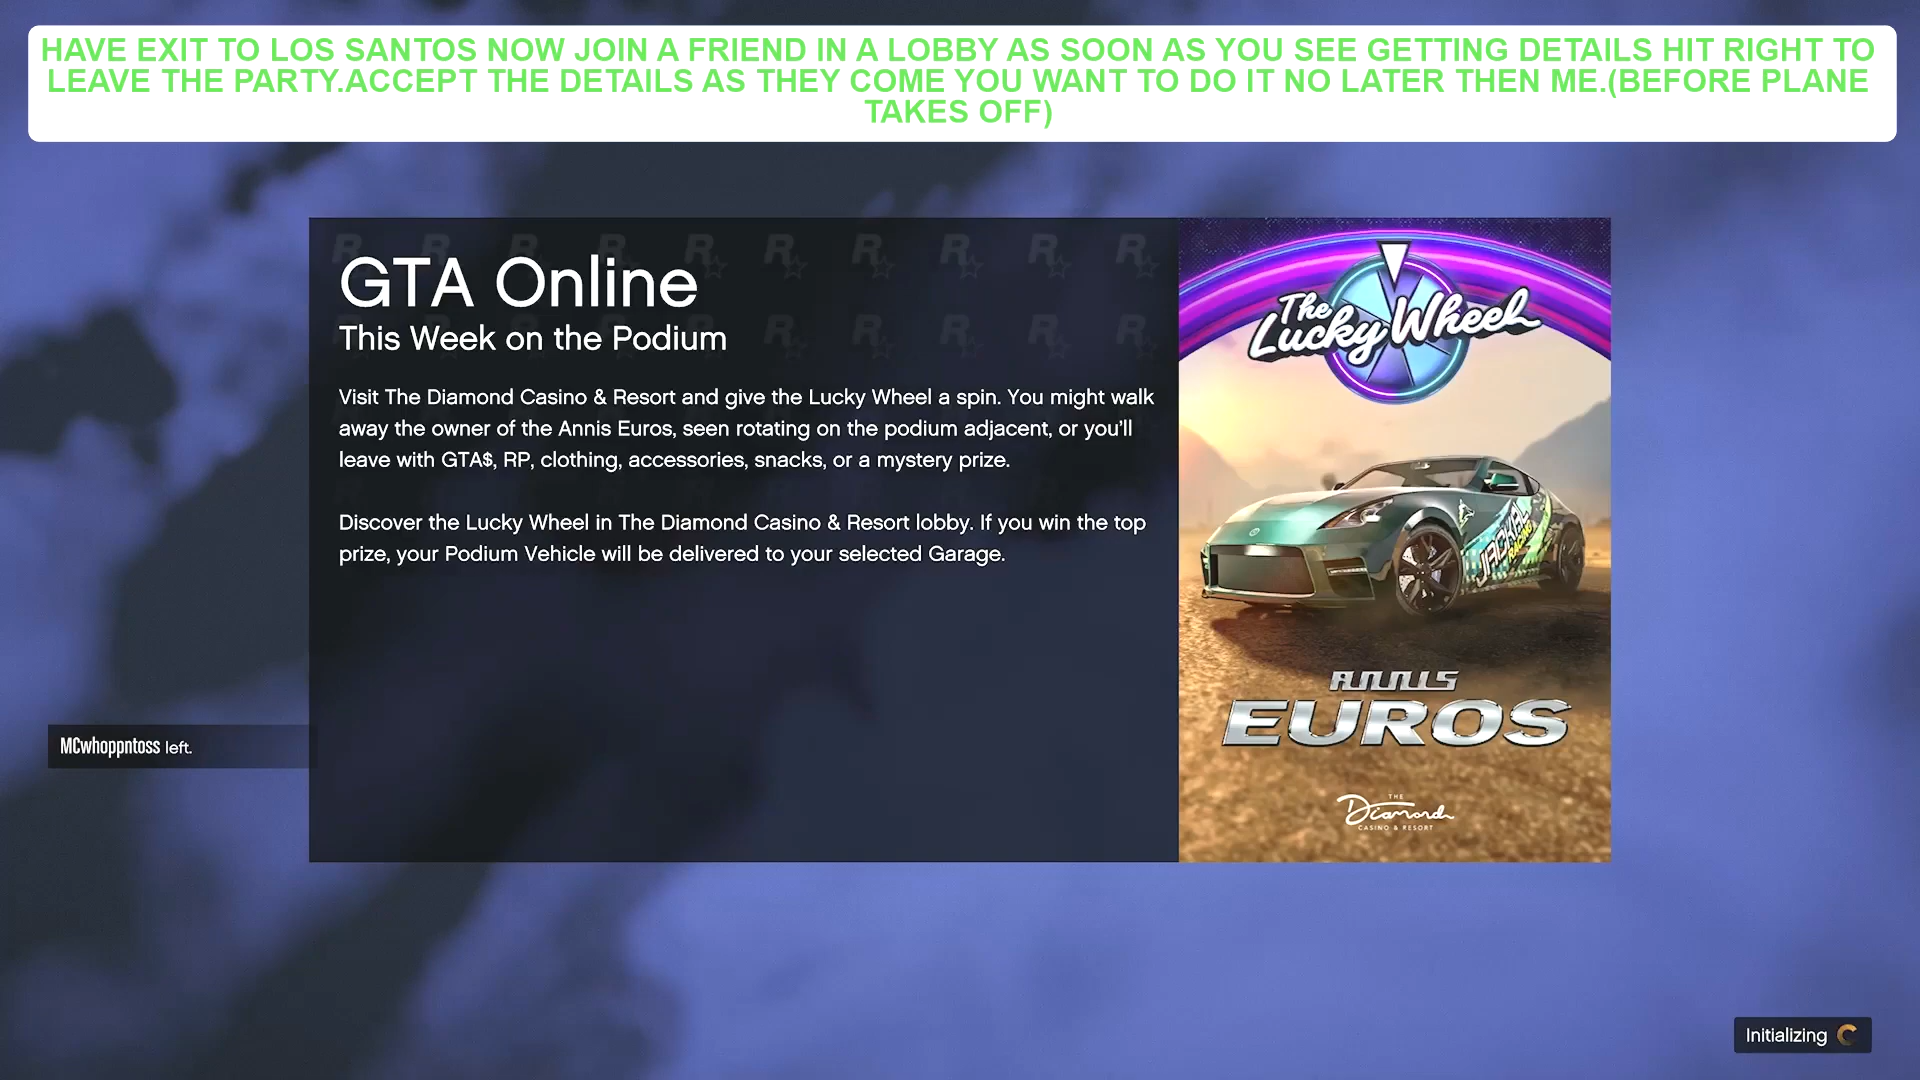 HAVE EXIT TO LOS SANTOS NOW JOIN A FRIEND IN A LOBBY AS SOON AS YOU SEE GETTING DETAILS HIT RIGHT TO
LEAVE THE PARTY.ACCEPT THE DETAILS AS THEY COME YOU WANT TO DO IT NO LATER THEN ME.(BEFORE PLANE
TAKES OFF)
GTA Online
This Week on the Podium
Visit The Diamond Casino & Resort and give the Lucky Wheel a spin. You might walk
away the owner of the Annis Euros, seen rotating on the podium adjacent, or you'll
leave with GTA$, RP, clothing, accessories, snacks, or a mystery prize.
Discover the Lucky Wheel in The Diamond Casino & Resort lobby. If you win the top
prize, your Podium Vehicle will be delivered to your selected Garage.
The
Lucky Wheel
JACKAL
RACING
ANNIS
EUROS
THE
Diamond
CASINO & RESORT
MCwhoppntoss left.
Initializing